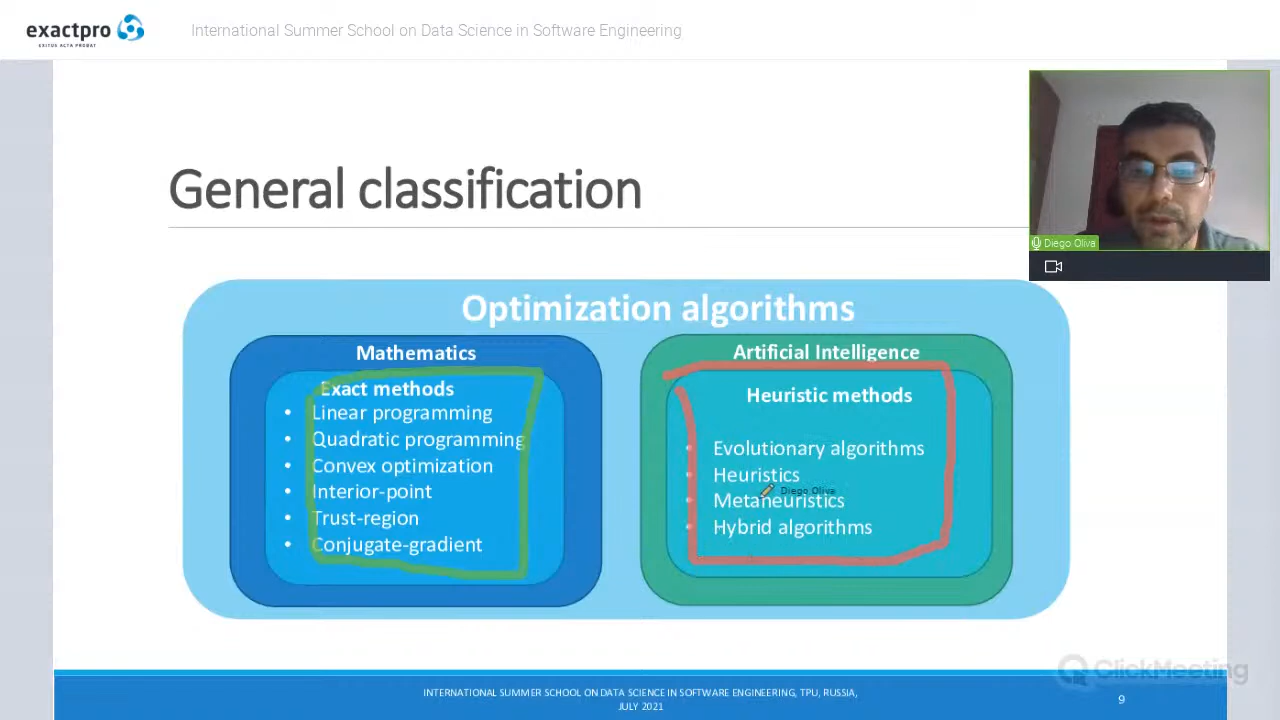 exactpro
EXITUS ACTA PROBAT
International Summer School on Data Science in Software Engineering
Diego Oliva
General classification
Optimization algorithms
Mathematics
Exact methods
• Linear programming
• Quadratic programming
• Convex optimization
• Interior-point
• Trust-region
• Conjugate-gradient
Artificial Intelligence
Heuristic methods
• Evolutionary algorithms
• Heuristics
Diego Oliva
• Metaheuristics
• Hybrid algorithms
ClickMeeting
INTERNATIONAL SUMMER SCHOOL ON DATA SCIENCE IN SOFTWARE ENGINEERING, TPU, RUSSIA,
JULY 2021
9